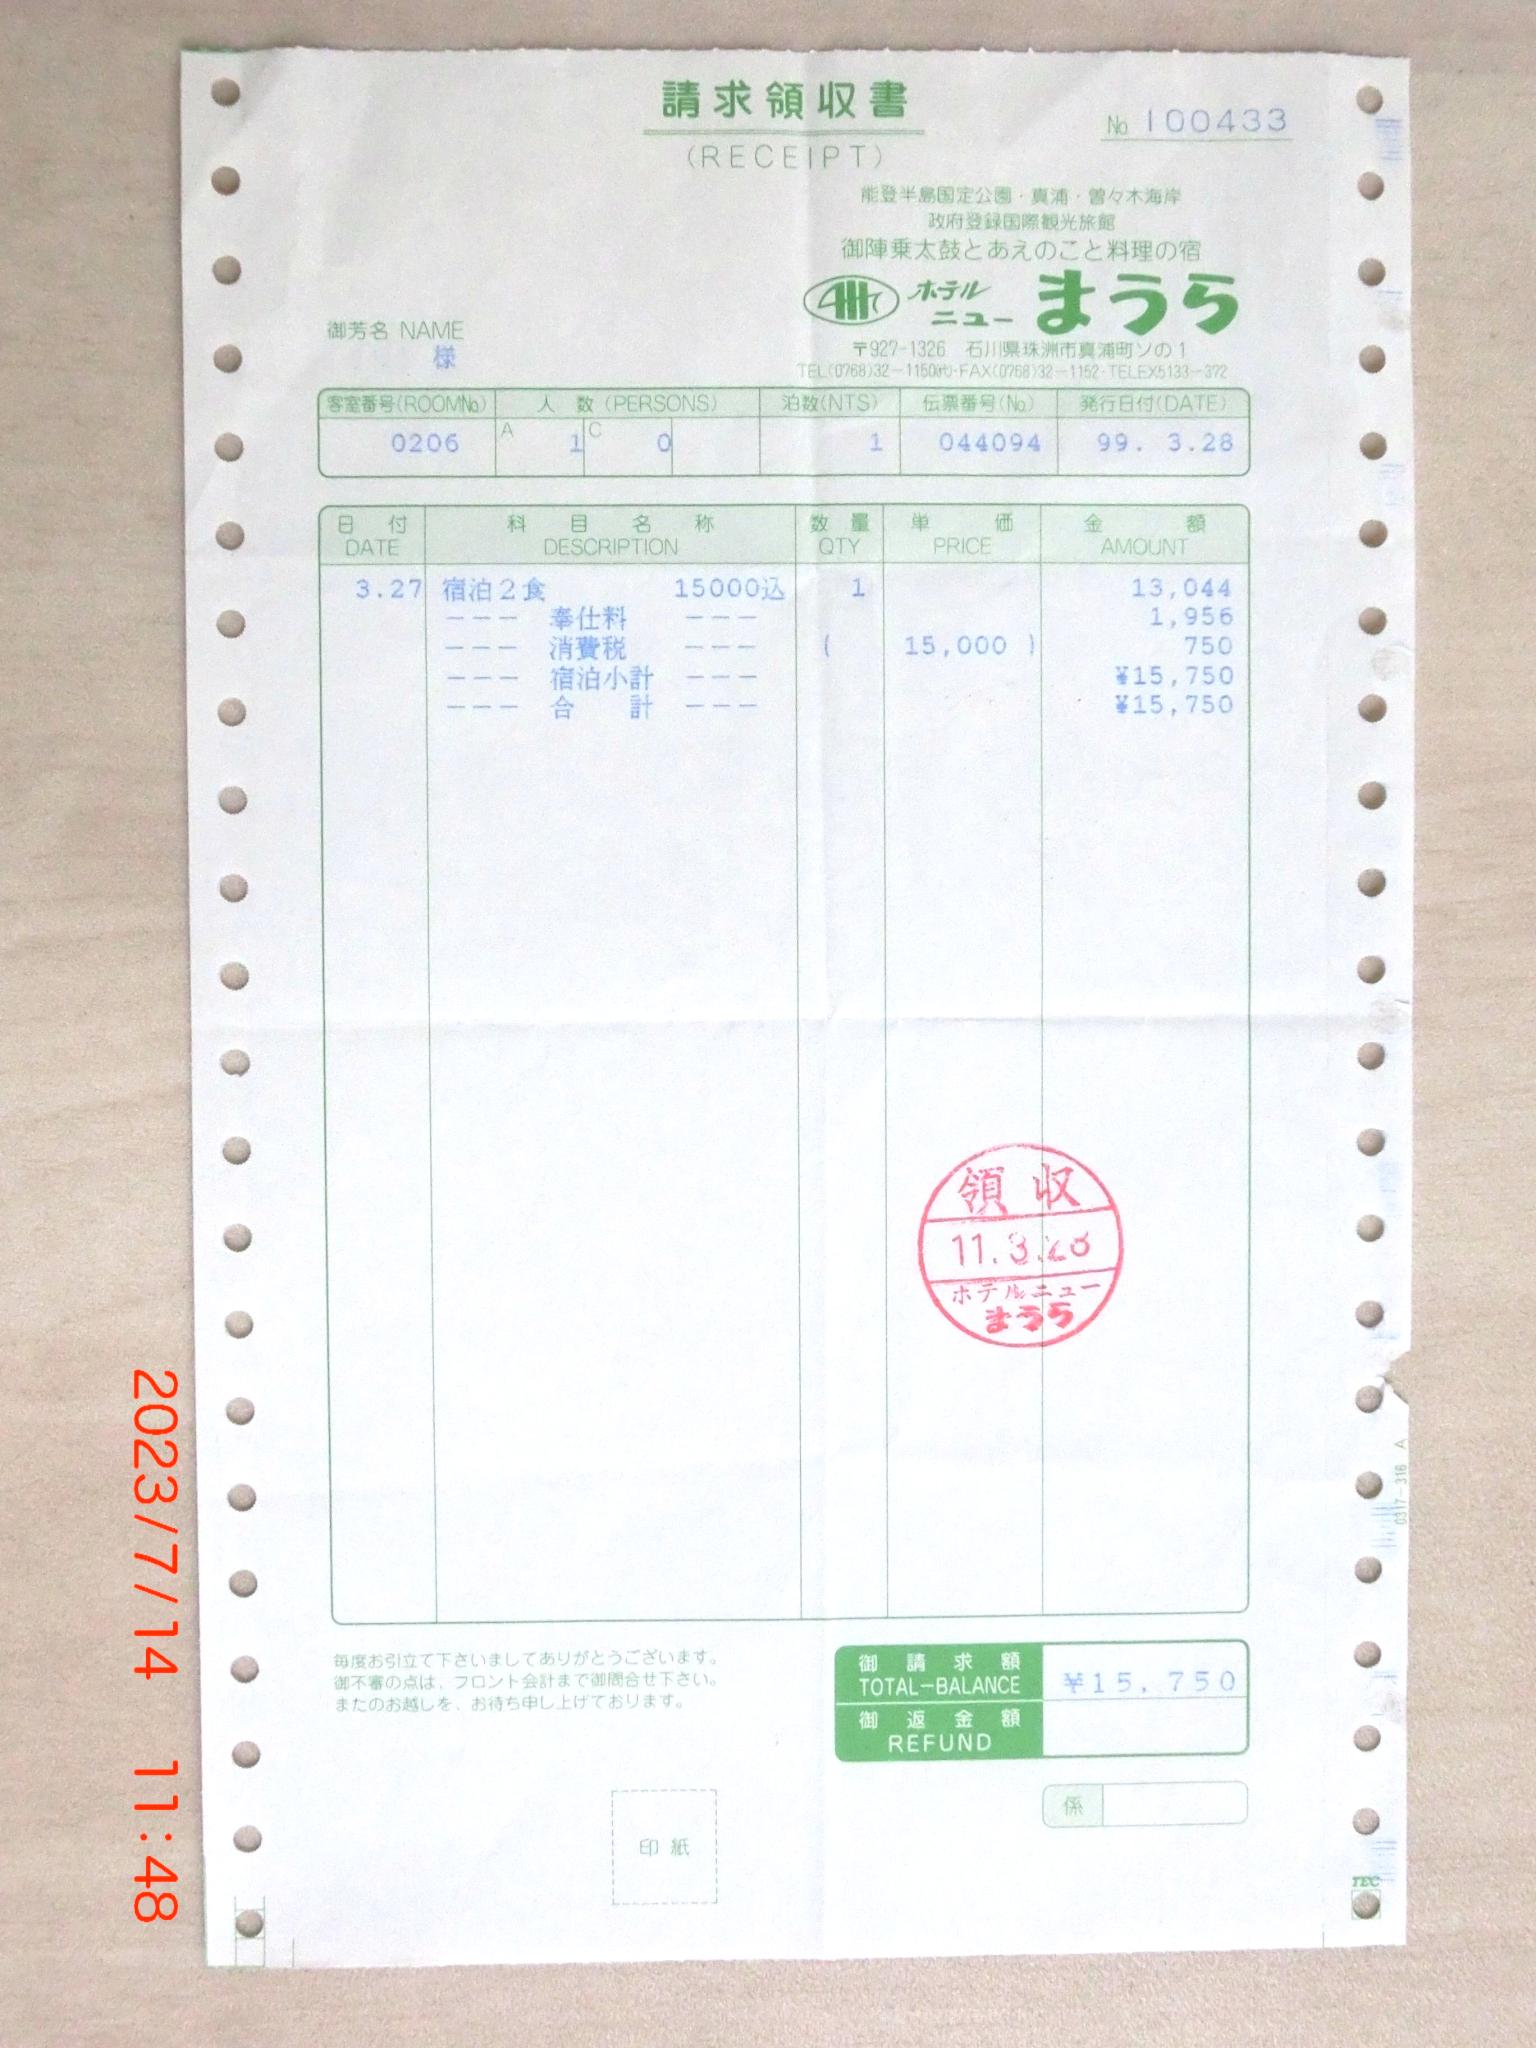 請求領収書
(RECEIPT)
No 100433
能登半島国定公園・真浦・曽々木海岸
政府登録国際観光旅館
御陣乗太鼓とあえのこと料理の宿
ホテル
ニュー まうら
〒927-1326 石川県珠洲市真浦町ソの1
TEL(0768)32-1150㈹・FAX(0768)32-1152・TELEX5133-372
御芳名 NAME
様
客室番号(ROOM№) 人数(PERSONS) 泊数(NTS) 伝票番号(No.) 発行日付(DATE)
0206 A 1 C 0 1 044094 99. 3.28
日付 科目名称 数量 単価 金額
DATE DESCRIPTION QTY PRICE AMOUNT
3.27 宿泊2食 15000込 1 13,044
--- 奉仕料 --- 1,956
--- 消費税 --- ( 15,000 ) 750
--- 宿泊小計 --- ¥15,750
--- 合計 --- ¥15,750
領収
11.3.28
ホテルニュー
まうら
0317-316 A
毎度お引立て下さいましてありがとうございます。
御不審の点は、フロント会計まで御問合せ下さい。
またのお越しを、お待ち申し上げております。
御請求額
TOTAL-BALANCE ¥15,750
御返金額
REFUND
係
印紙
TEC
2023/7/14 11:48